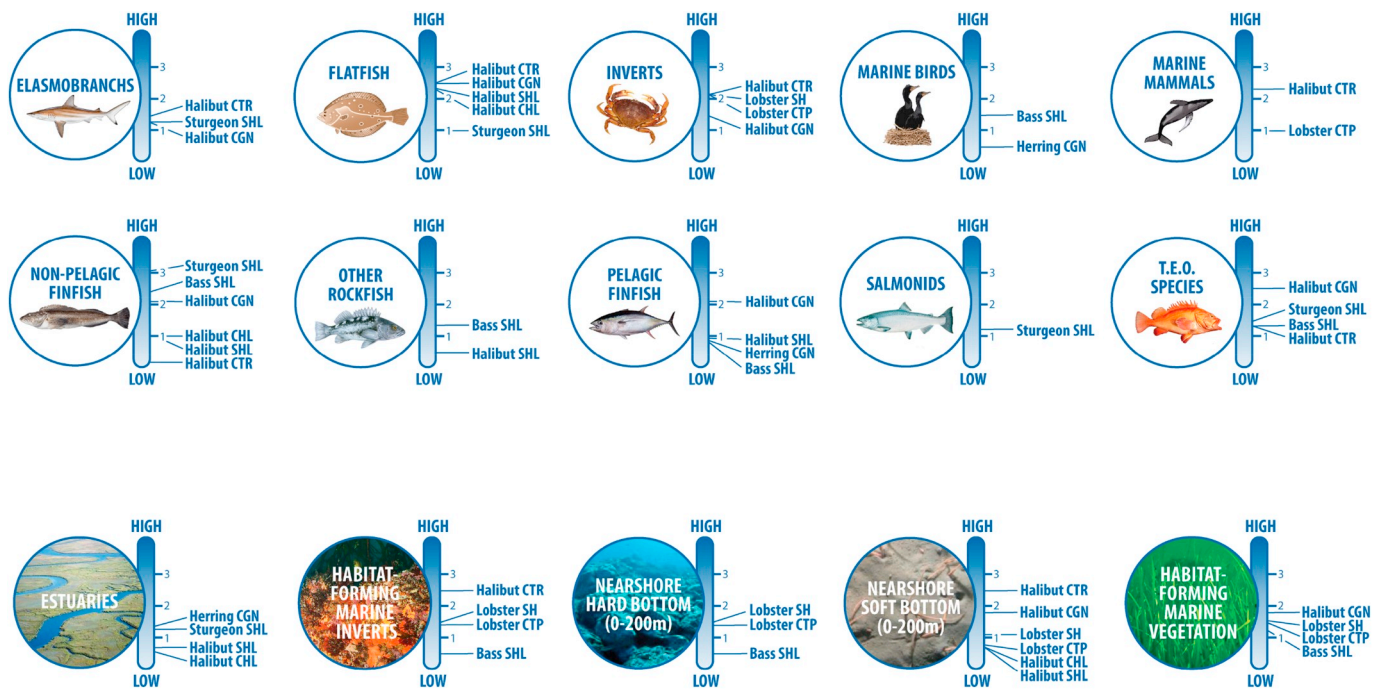 HIGH
ELASMOBRANCHS
3
2
1
Halibut CTR
Sturgeon SHL
Halibut CGN
LOW
HIGH
FLATFISH
3
2
1
Halibut CTR
Halibut CGN
Halibut SHL
Halibut CHL
Sturgeon SHL
LOW
HIGH
INVERTS
3
2
1
Halibut CTR
Lobster SH
Lobster CTP
Halibut CGN
LOW
HIGH
MARINE BIRDS
3
2
1
Bass SHL
Herring CGN
LOW
HIGH
MARINE
MAMMALS
3
2
1
Halibut CTR
Lobster CTP
LOW
HIGH
NON-PELAGIC
FINFISH
3
2
1
Sturgeon SHL
Bass SHL
Halibut CGN
Halibut CHL
Halibut SHL
Halibut CTR
LOW
HIGH
OTHER
ROCKFISH
3
2
1
Bass SHL
Halibut SHL
LOW
HIGH
PELAGIC
FINFISH
3
2
1
Halibut CGN
Halibut SHL
Herring CGN
Bass SHL
LOW
HIGH
SALMONIDS
3
2
1
Sturgeon SHL
LOW
HIGH
T.E.O.
SPECIES
3
2
1
Halibut CGN
Sturgeon SHL
Bass SHL
Halibut CTR
LOW
HIGH
ESTUARIES
3
2
1
Herring CGN
Sturgeon SHL
Halibut SHL
Halibut CHL
LOW
HIGH
HABITAT-
FORMING
MARINE
INVERTS
3
2
1
Halibut CTR
Lobster SH
Lobster CTP
Bass SHL
LOW
HIGH
NEARSHORE
HARD BOTTOM
(0-200m)
3
2
1
Lobster SH
Lobster CTP
Bass SHL
LOW
HIGH
NEARSHORE
SOFT BOTTOM
(0-200m)
3
2
1
Halibut CTR
Halibut CGN
Lobster SH
Lobster CTP
Halibut CHL
Halibut SHL
LOW
HIGH
HABITAT-
FORMING
MARINE
VEGETATION
3
2
1
Halibut CGN
Lobster SH
Lobster CTP
Bass SHL
LOW